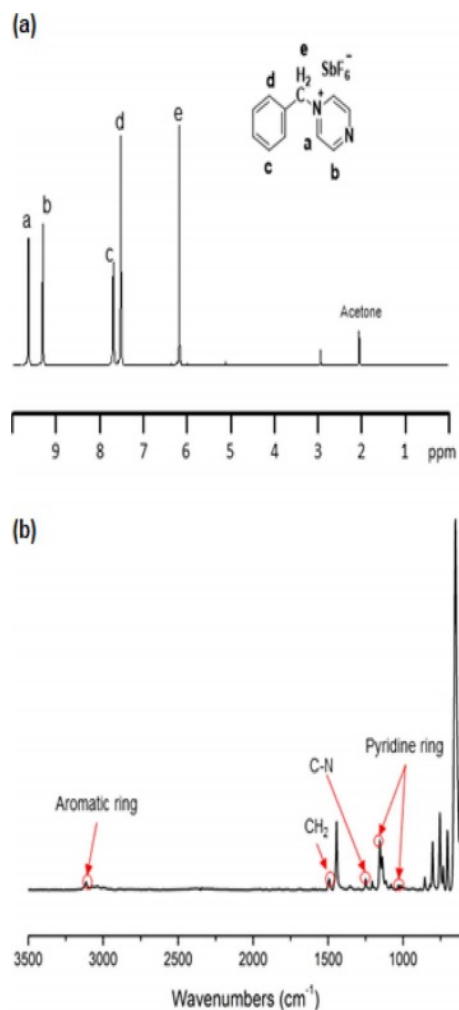 (a)
e
H2 SbF6−
d C
N+
N
c a b
d
e
b
a
c
Acetone
9 8 7 6 5 4 3 2 1 ppm
(b)
Pyridine ring
C-N
Aromatic ring
CH2
3500 3000 2500 2000 1500 1000
Wavenumbers (cm-1)